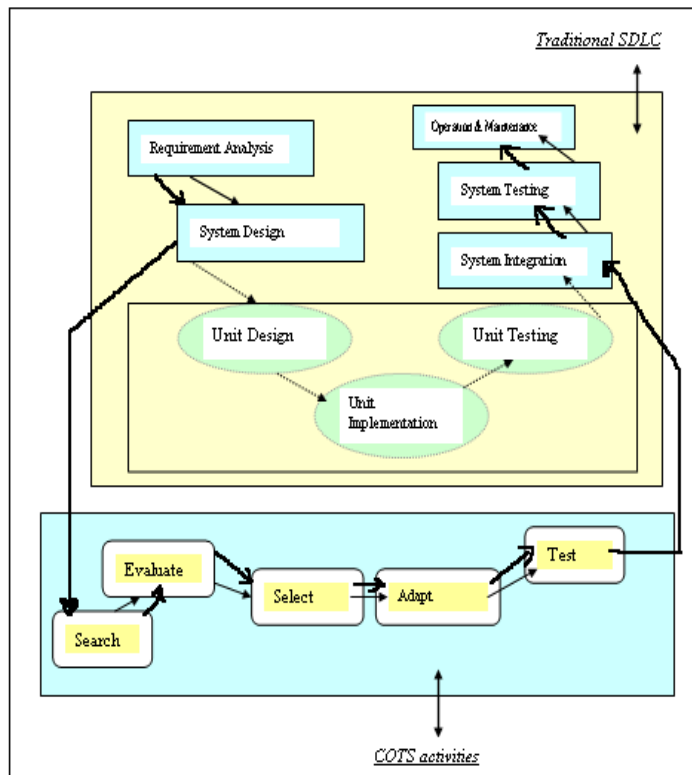 Traditional SDLC
Requirement Analysis
Operation & Maintenance
System Testing
System Design
System Integration
Unit Design
Unit Testing
Unit
Implementation
Evaluate
Test
Select
Adapt
Search
COTS activities